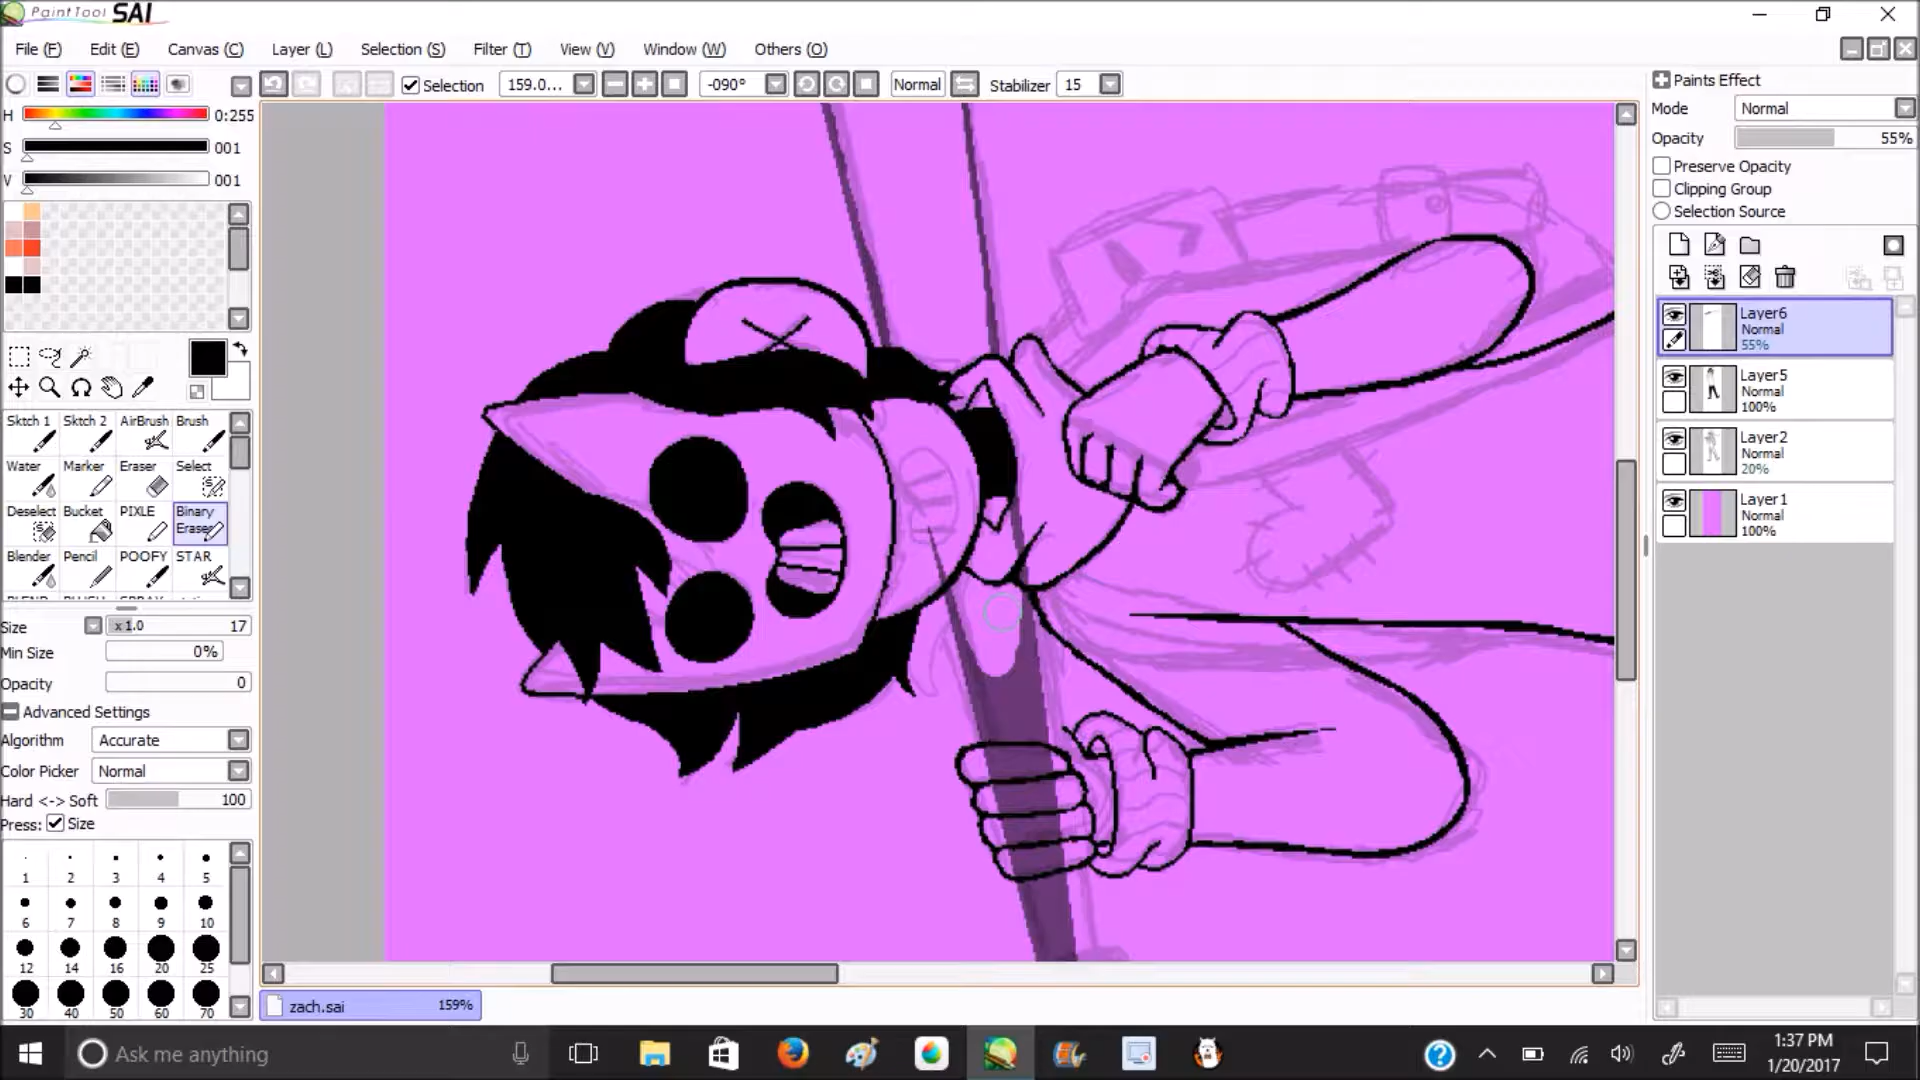 PaintTool SAI
File (F) Edit (E) Canvas (C) Layer (L) Selection (S) Filter (T) View (V) Window (W) Others (O)
Selection 159.0... -090° Normal Stabilizer 15
H 0:255
S 001
V 001
Sktch 1 Sktch 2 AirBrush Brush
Water Marker Eraser Select
Deselect Bucket PIXLE Binary Eraser
Blender Pencil POOFY STAR
Size x1.0 17
Min Size 0%
Opacity 0
Advanced Settings
Algorithm Accurate
Color Picker Normal
Hard <-> Soft 100
Press: Size
1 2 3 4 5
6 7 8 9 10
12 14 16 20 25
30 40 50 60 70
Paints Effect
Mode Normal
Opacity 55%
Preserve Opacity
Clipping Group
Selection Source
Layer6
Normal
55%
Layer5
Normal
100%
Layer2
Normal
20%
Layer1
Normal
100%
zach.sai 159%
Ask me anything
1:37 PM
1/20/2017